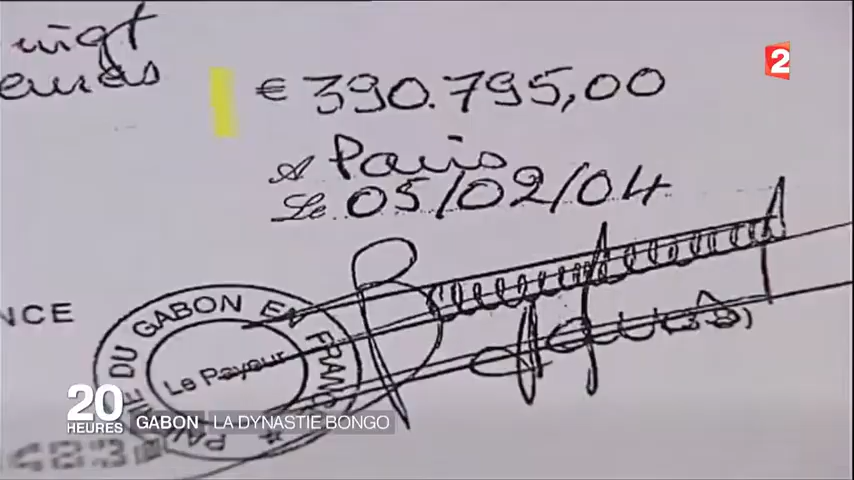 vingt
euros
€ 390.795,00
2
A Paris
Le 05/02/04
NCE
DU GABON EN FRANCE
Le Payeur
20
HEURES
GABON LA DYNASTIE BONGO